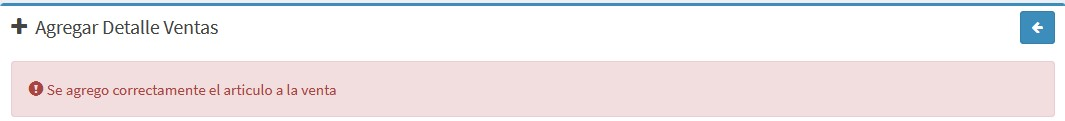 Agregar Detalle Ventas
Se agrego correctamente el articulo a la venta